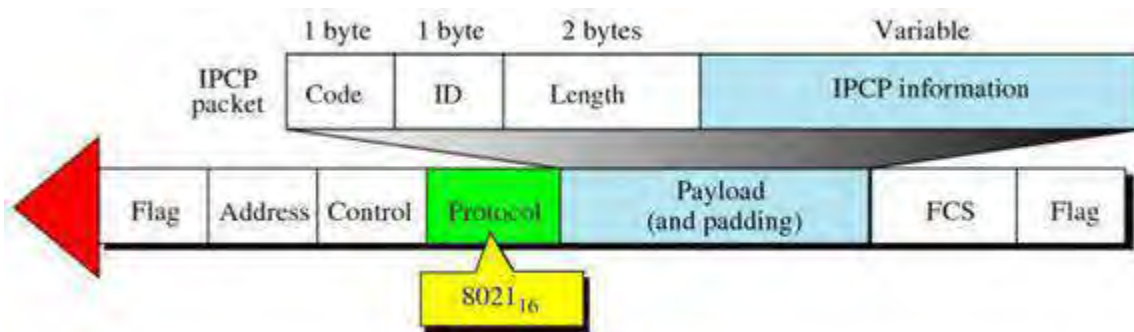 1 byte 1 byte 2 bytes Variable
IPCP packet
Code ID Length IPCP information
Flag Address Control Protocol Payload (and padding) FCS Flag
8021₁₆